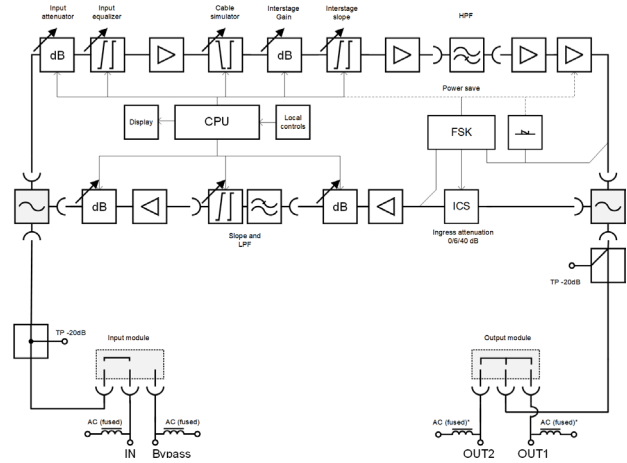 Input
attenuator
Input
equalizer
Cable
simulator
Interstage
Gain
Interstage
slope
HPF
dB
dB
Power save
Display
CPU
Local
controls
FSK
dB
dB
ICS
Slope and
LPF
Ingress attenuation
0/6/40 dB
TP -20dB
TP -20dB
Input module
Output module
AC (fused)
AC (fused)
AC (fused)*
AC (fused)*
IN
Bypass
OUT2
OUT1